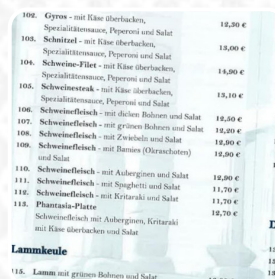 102. Gyros - mit Käse überbacken,
Spezialitätensauce, Peperoni und Salat 12,30 €
103. Schnitzel - mit Käse überbacken,
Spezialitätensauce, Peperoni und Salat 13,00 €
104. Schweine-Filet - mit Käse überbacken,
Spezialitätensauce, Peperoni und Salat 14,90 €
105. Schweinesteak - mit Käse überbacken,
Spezialitätensauce, Peperoni und Salat 13,10 €
106. Schweinefleisch - mit dicken Bohnen und Salat 12,50 €
107. Schweinefleisch - mit grünen Bohnen und Salat 12,20 €
108. Schweinefleisch - mit Zwiebeln und Salat 12,90 €
109. Schweinefleisch - mit Bamies (Okraschoten) 12,90 €
und Salat
110. Schweinefleisch - mit Auberginen und Salat 12,90 €
111. Schweinefleisch - mit Spaghetti und Salat 11,70 €
112. Schweinefleisch - mit Kritaraki und Salat 11,70 €
113. Phantasia-Platte 12,70 €
Schweinefleisch mit Auberginen, Kritaraki
mit Käse überbacken und Salat
Lammkeule
115. Lamm mit grünen Bohnen und Salat